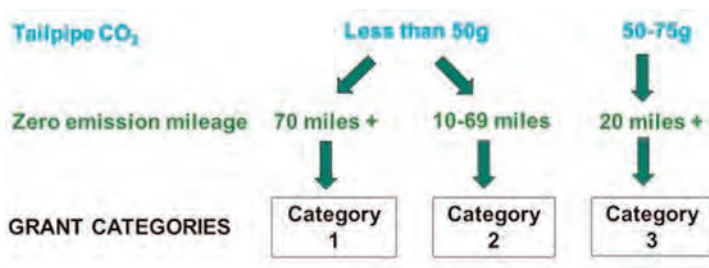 Tailpipe CO₂ Less than 50g 50-75g
Zero emission mileage 70 miles + 10-69 miles 20 miles +
GRANT CATEGORIES Category 1 Category 2 Category 3